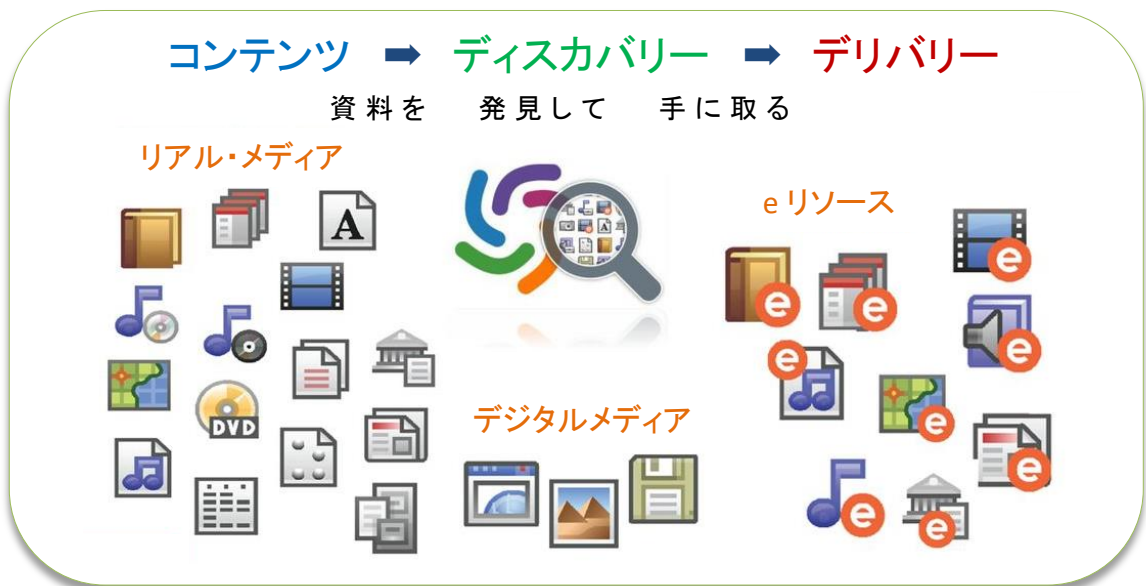 コンテンツ ➡ ディスカバリー ➡ デリバリー
資料を 発見して 手に取る
リアル・メディア
e リソース
A
e
e
e
e
e
e
DVD
デジタルメディア
e
e
e